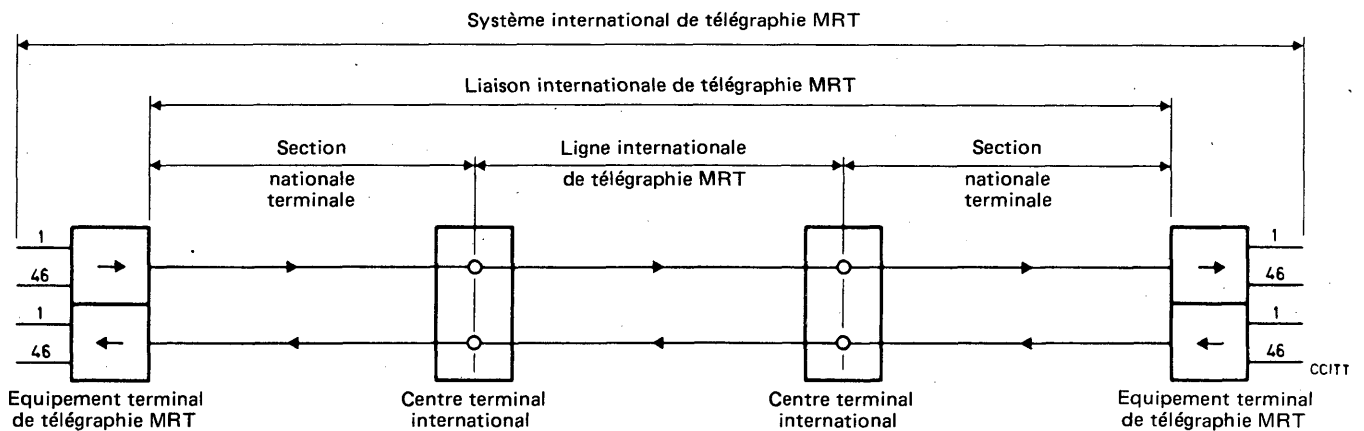 Système international de télégraphie MRT
Liaison internationale de télégraphie MRT
Section
nationale
terminale
Ligne internationale
de télégraphie MRT
Section
nationale
terminale
1
46
1
46
1
46
1
46
CCITT
Equipement terminal
de télégraphie MRT
Centre terminal
international
Centre terminal
international
Equipement terminal
de télégraphie MRT